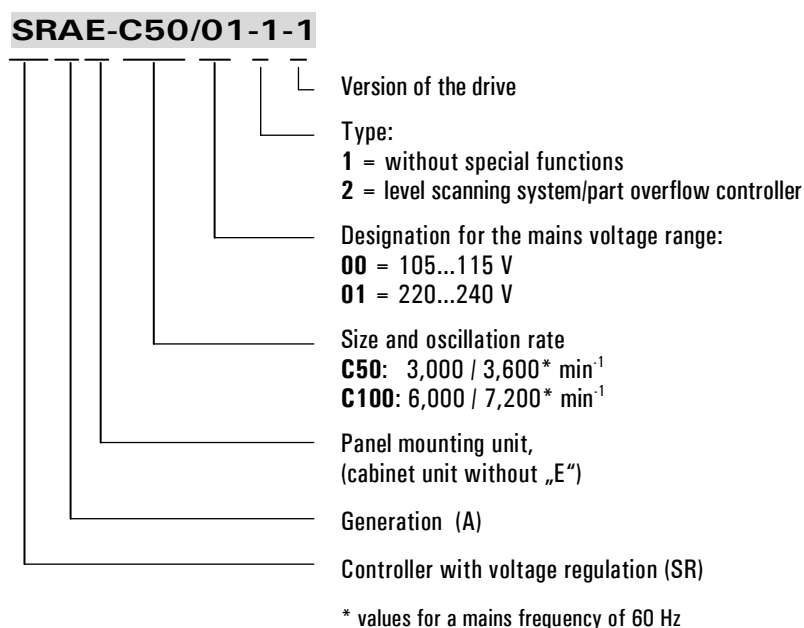 SRAE-C50/01-1-1
Version of the drive
Type:
1 = without special functions
2 = level scanning system/part overflow controller
Designation for the mains voltage range:
00 = 105...115 V
01 = 220...240 V
Size and oscillation rate
C50: 3,000 / 3,600* min-1
C100: 6,000 / 7,200* min-1
Panel mounting unit,
(cabinet unit without „E“)
Generation (A)
Controller with voltage regulation (SR)
* values for a mains frequency of 60 Hz